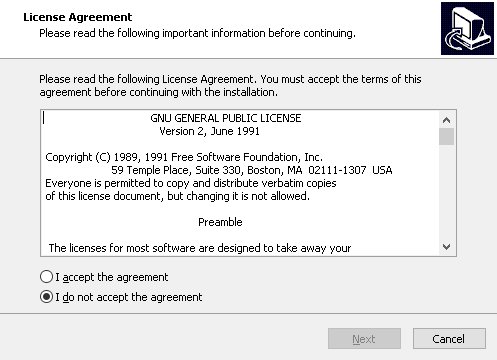 License Agreement
Please read the following important information before continuing.
Please read the following License Agreement. You must accept the terms of this
agreement before continuing with the installation.
GNU GENERAL PUBLIC LICENSE
Version 2, June 1991
Copyright (C) 1989, 1991 Free Software Foundation, Inc.
59 Temple Place, Suite 330, Boston, MA 02111-1307 USA
Everyone is permitted to copy and distribute verbatim copies
of this license document, but changing it is not allowed.
Preamble
The licenses for most software are designed to take away your
I accept the agreement
I do not accept the agreement
Next
Cancel